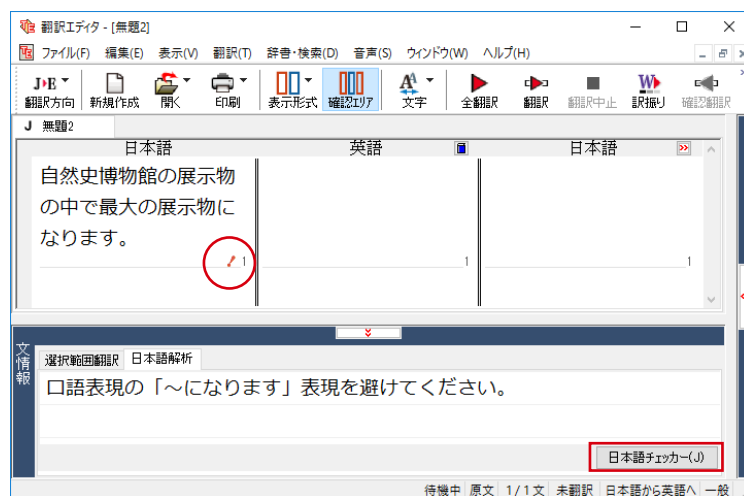 翻訳エディタ - [無題2]
ファイル(F) 編集(E) 表示(V) 翻訳(T) 辞書・検索(D) 音声(S) ウィンドウ(W) ヘルプ(H)
J▸E
翻訳方向 新規作成 開く 印刷 表示形式 確認エリア 文字 全翻訳 翻訳 翻訳中止 訳振り 確認翻訳
J 無題2
日本語 英語 日本語
自然史博物館の展示物
の中で最大の展示物に
なります。
1 1 1
文情報
選択範囲翻訳 日本語解析
口語表現の「～になります」表現を避けてください。
日本語チェッカー(J)
待機中 原文 1/1文 未翻訳 日本語から英語へ 一般